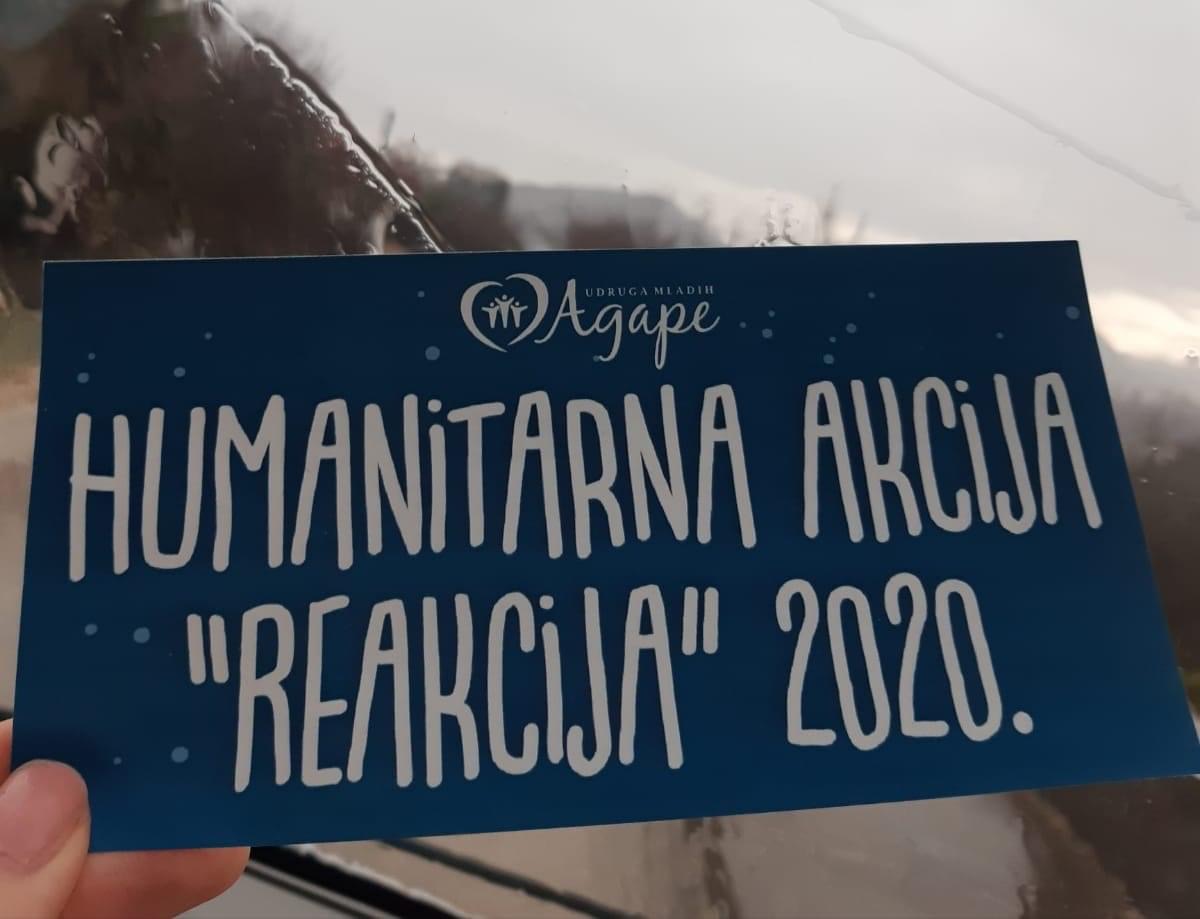 UDRUGA MLADIH
Agape
HUMANiTARNA AKCiJA
"REAKCiJA" 2020.